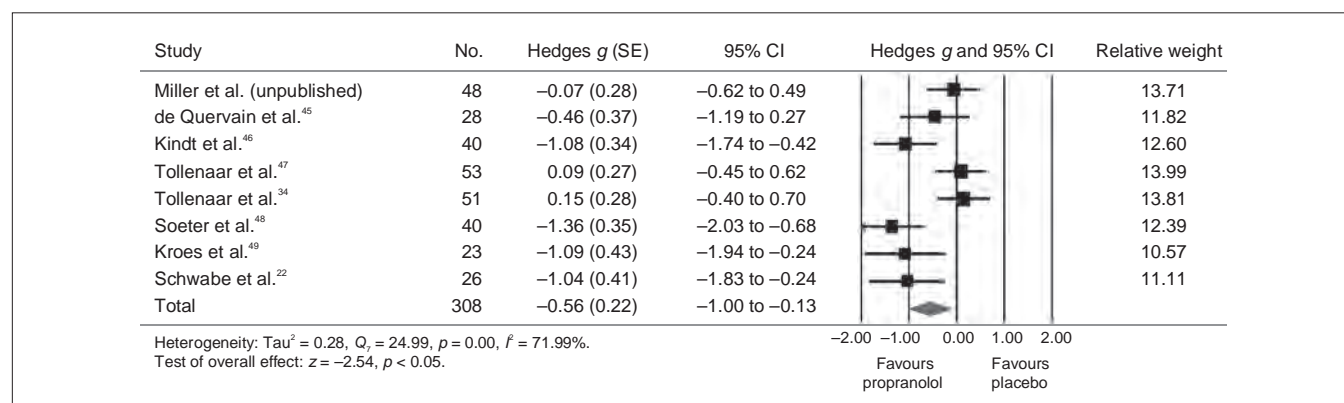 Study No. Hedges g (SE) 95% CI Hedges g and 95% CI Relative weight
Miller et al. (unpublished) 48 –0.07 (0.28) –0.62 to 0.49 13.71
de Quervain et al.⁴⁵ 28 –0.46 (0.37) –1.19 to 0.27 11.82
Kindt et al.⁴⁶ 40 –1.08 (0.34) –1.74 to –0.42 12.60
Tollenaar et al.⁴⁷ 53 0.09 (0.27) –0.45 to 0.62 13.99
Tollenaar et al.³⁴ 51 0.15 (0.28) –0.40 to 0.70 13.81
Soeter et al.⁴⁸ 40 –1.36 (0.35) –2.03 to –0.68 12.39
Kroes et al.⁴⁹ 23 –1.09 (0.43) –1.94 to –0.24 10.57
Schwabe et al.²² 26 –1.04 (0.41) –1.83 to –0.24 11.11
Total 308 –0.56 (0.22) –1.00 to –0.13
Heterogeneity: Tau² = 0.28, Q₇ = 24.99, p = 0.00, I² = 71.99%.
Test of overall effect: z = –2.54, p < 0.05.
–2.00 –1.00 0.00 1.00 2.00
Favours propranolol
Favours placebo